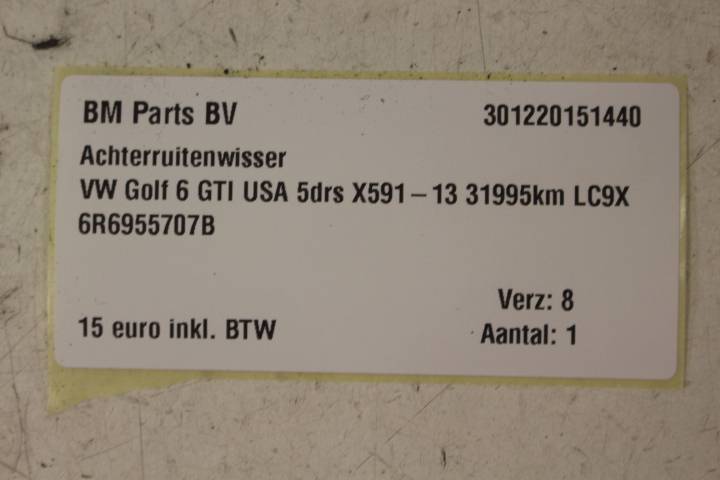 BM Parts BV 301220151440
Achterruitenwisser
VW Golf 6 GTI USA 5drs X591-13 31995km LC9X
6R6955707B
Verz: 8
15 euro inkl. BTW Aantal: 1